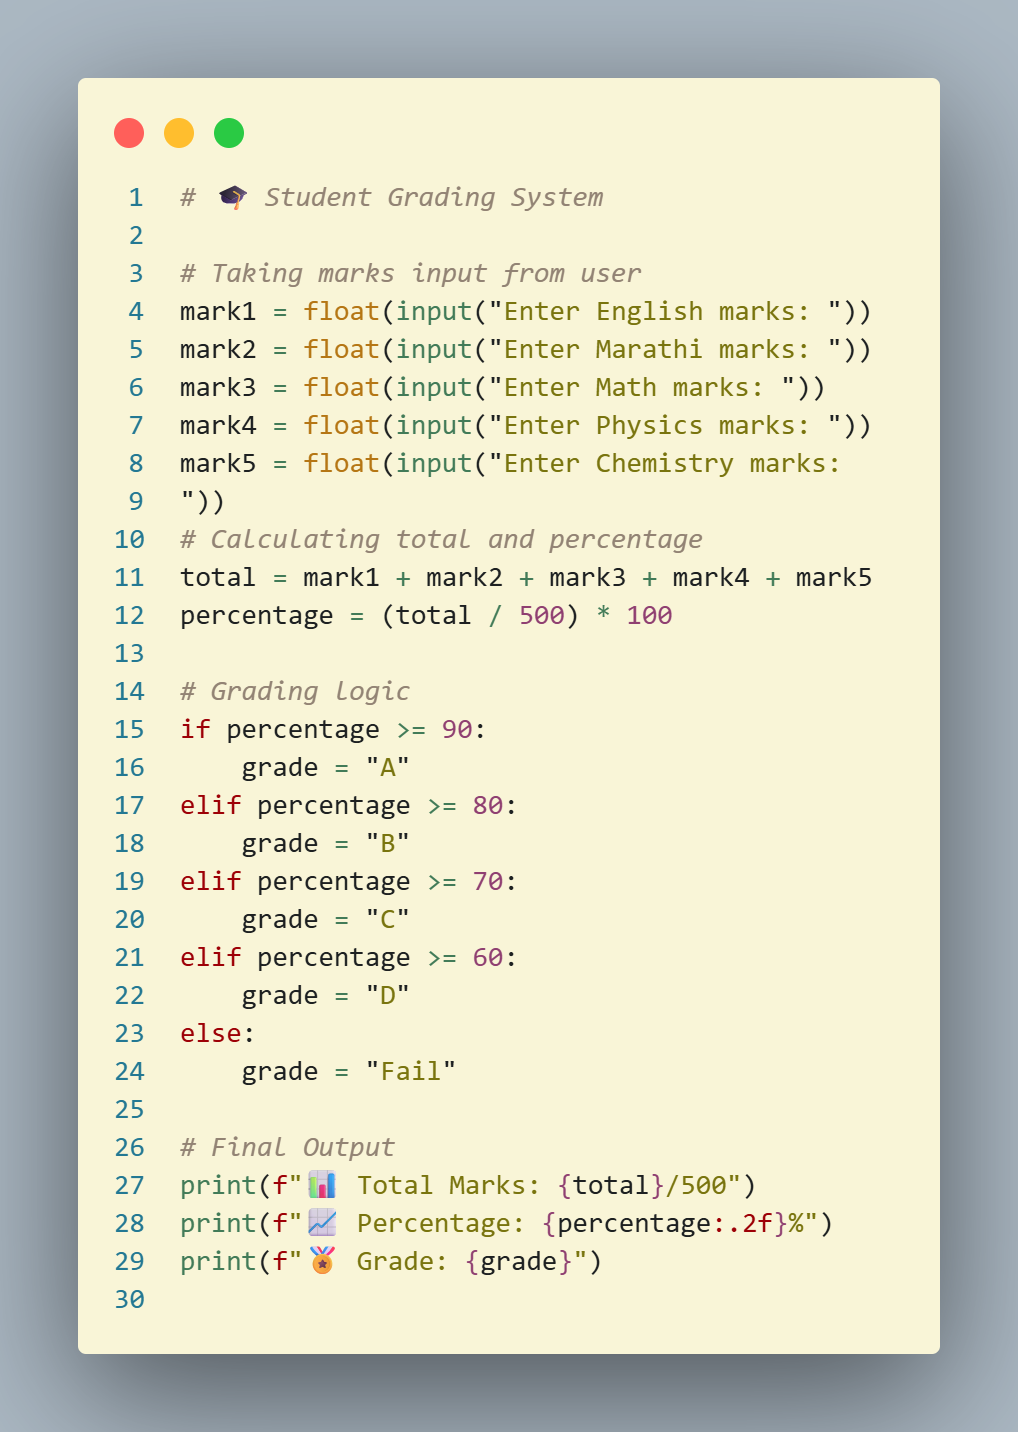 1 # 🎓 Student Grading System
2
3 # Taking marks input from user
4 mark1 = float(input("Enter English marks: "))
5 mark2 = float(input("Enter Marathi marks: "))
6 mark3 = float(input("Enter Math marks: "))
7 mark4 = float(input("Enter Physics marks: "))
8 mark5 = float(input("Enter Chemistry marks:
9 "))
10 # Calculating total and percentage
11 total = mark1 + mark2 + mark3 + mark4 + mark5
12 percentage = (total / 500) * 100
13
14 # Grading logic
15 if percentage >= 90:
16     grade = "A"
17 elif percentage >= 80:
18     grade = "B"
19 elif percentage >= 70:
20     grade = "C"
21 elif percentage >= 60:
22     grade = "D"
23 else:
24     grade = "Fail"
25
26 # Final Output
27 print(f"📊 Total Marks: {total}/500")
28 print(f"📈 Percentage: {percentage:.2f}%")
29 print(f"🏅 Grade: {grade}")
30